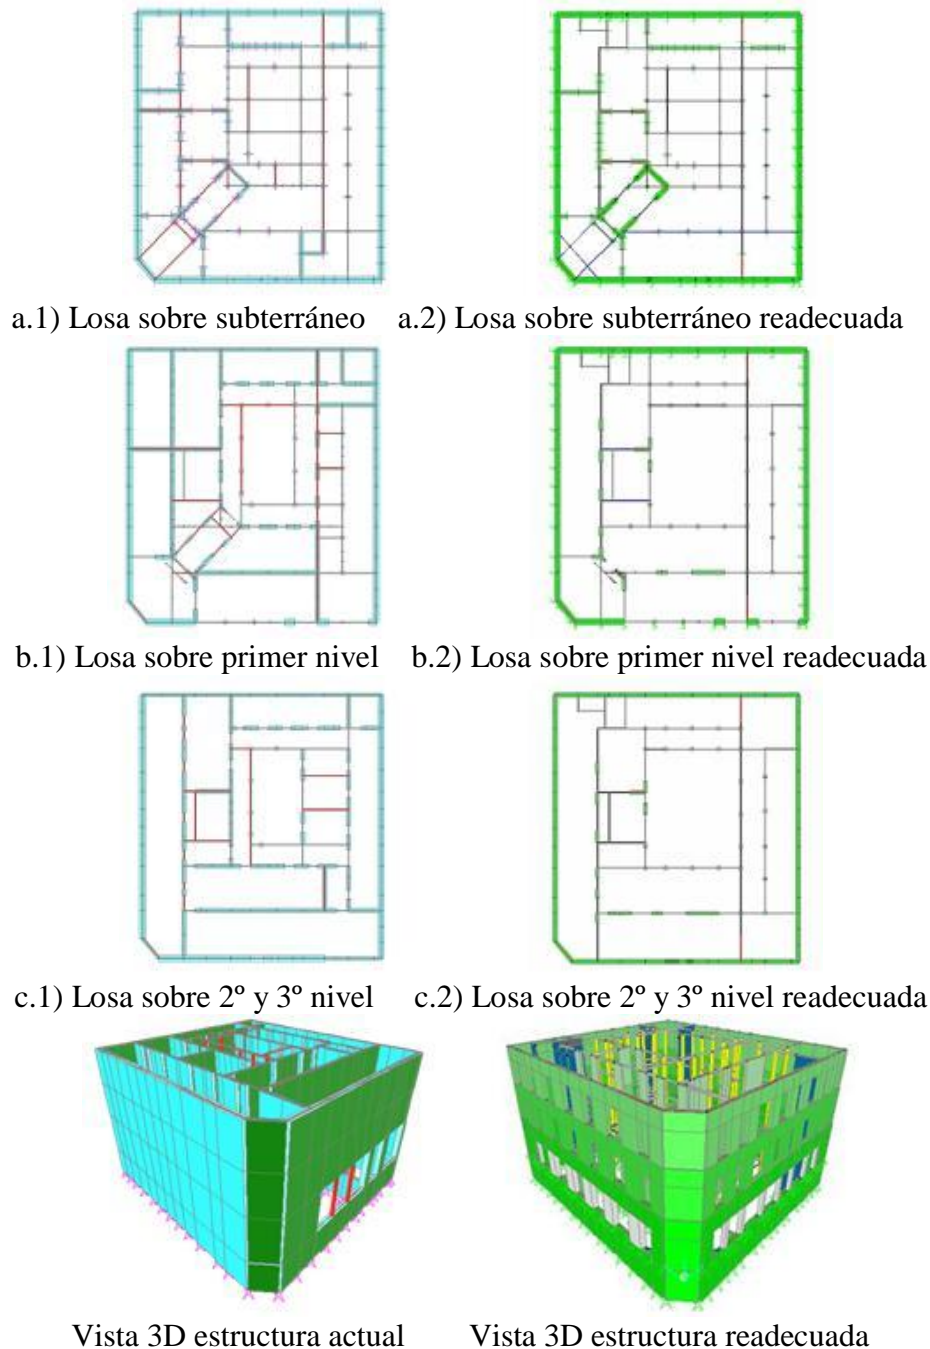 a.1) Losa sobre subterráneo a.2) Losa sobre subterráneo readecuada
b.1) Losa sobre primer nivel b.2) Losa sobre primer nivel readecuada
c.1) Losa sobre 2º y 3º nivel c.2) Losa sobre 2º y 3º nivel readecuada
Vista 3D estructura actual Vista 3D estructura readecuada